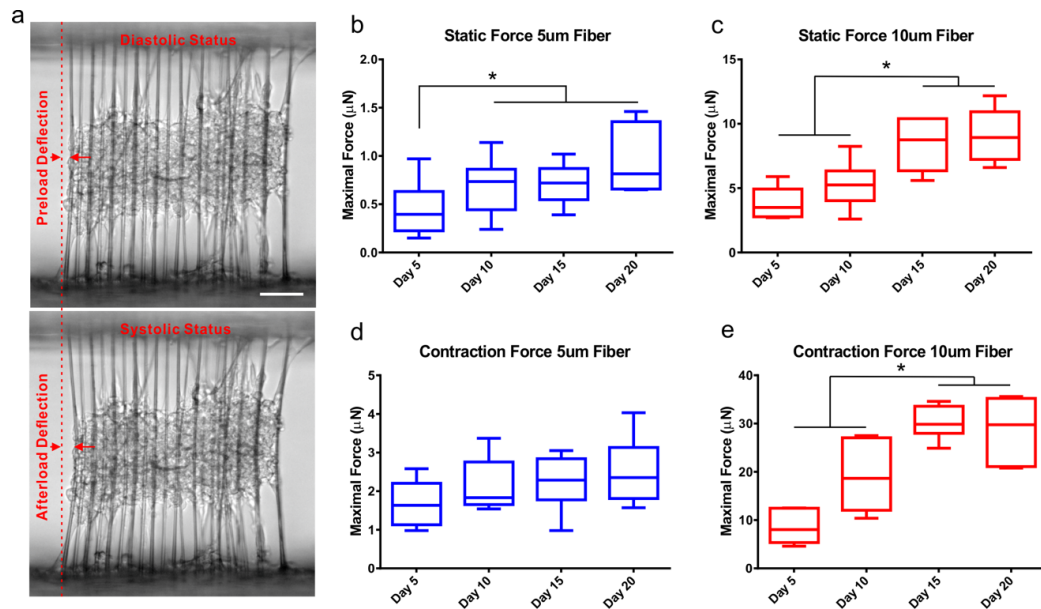 a
Diastolic Status
Preload Deflection
Systolic Status
Afterload Deflection
b
Static Force 5um Fiber
Maximal Force (μN)
2.0
1.5
1.0
0.5
0.0
*
Day 5
Day 10
Day 15
Day 20
c
Static Force 10um Fiber
Maximal Force (μN)
15
10
5
0
*
Day 5
Day 10
Day 15
Day 20
d
Contraction Force 5um Fiber
Maximal Force (μN)
5
4
3
2
1
0
Day 5
Day 10
Day 15
Day 20
e
Contraction Force 10um Fiber
Maximal Force (μN)
40
30
20
10
0
*
Day 5
Day 10
Day 15
Day 20